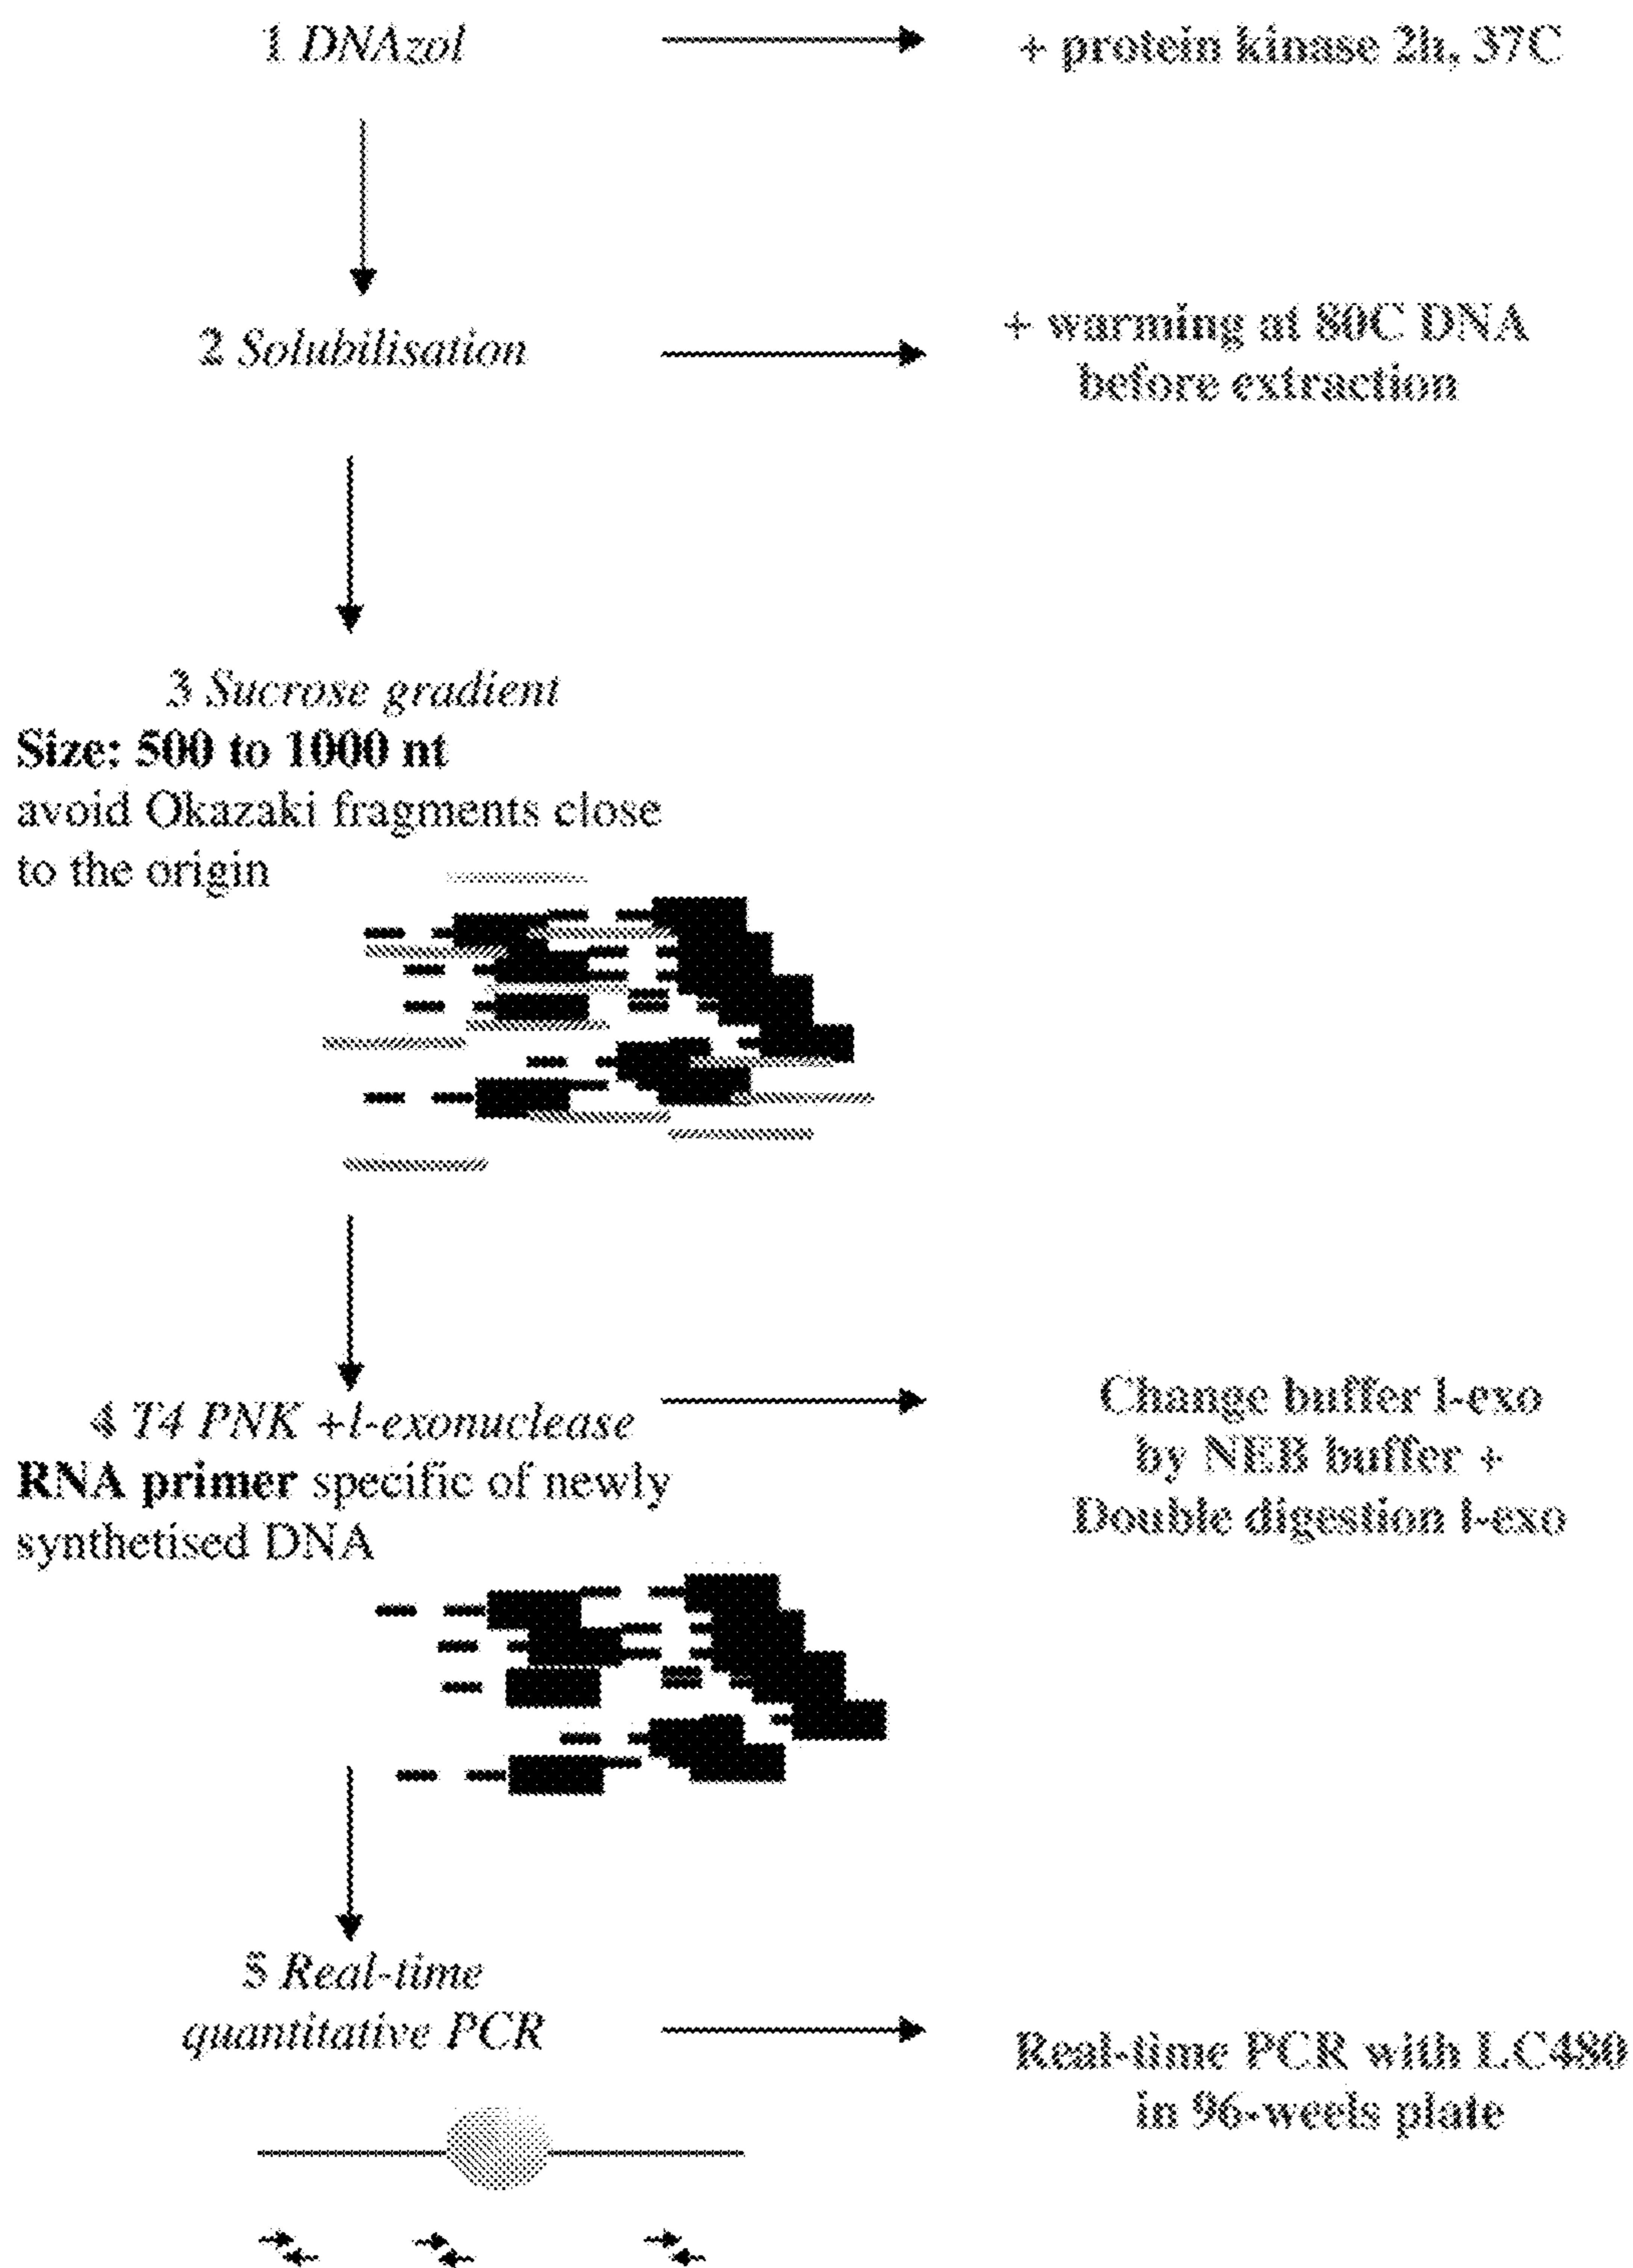 1 DNAzol
+ protein kinase 2h, 37C
2 Solubilisation
+ warming at 80C DNA
before extraction
3 Sucrose gradient
Size: 500 to 1000 nt
avoid Okazaki fragments close
to the origin
4 T4 PNK +l-exonuclease
RNA primer specific of newly
synthetised DNA
Change buffer l-exo
by NEB buffer +
Double digestion l-exo
5 Real-time
quantitative PCR
Real-time PCR with LC480
in 96-weels plate